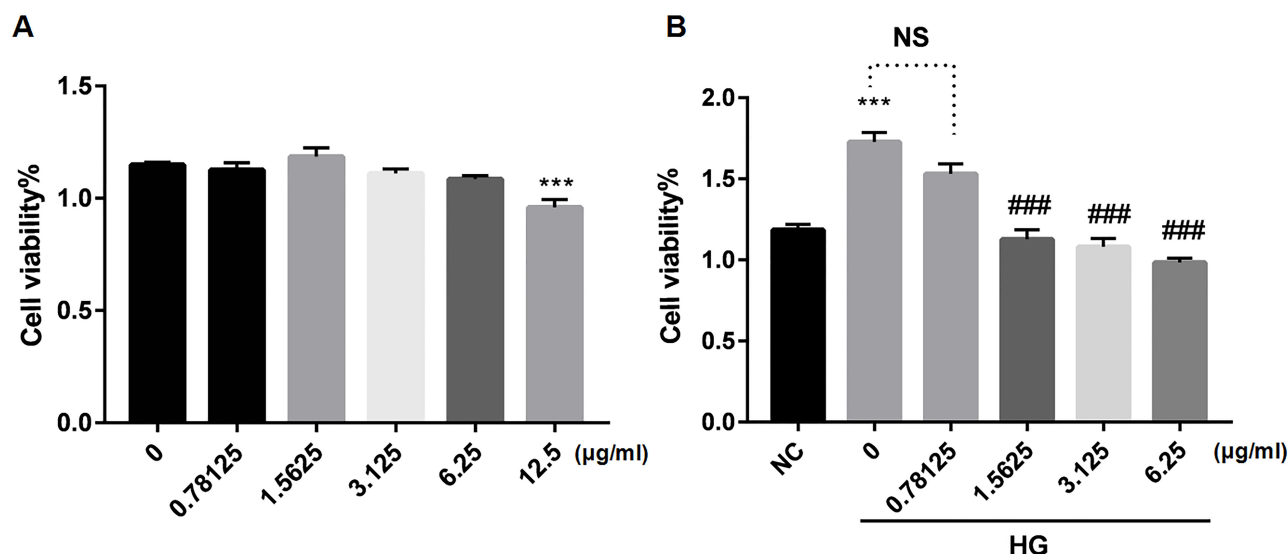 A
Cell viability%
1.5
1.0
0.5
0.0
***
0 0.78125 1.5625 3.125 6.25 12.5 (μg/ml)
B
NS
Cell viability%
2.0
1.5
1.0
0.5
0.0
***
### ### ###
NC 0 0.78125 1.5625 3.125 6.25 (μg/ml)
HG